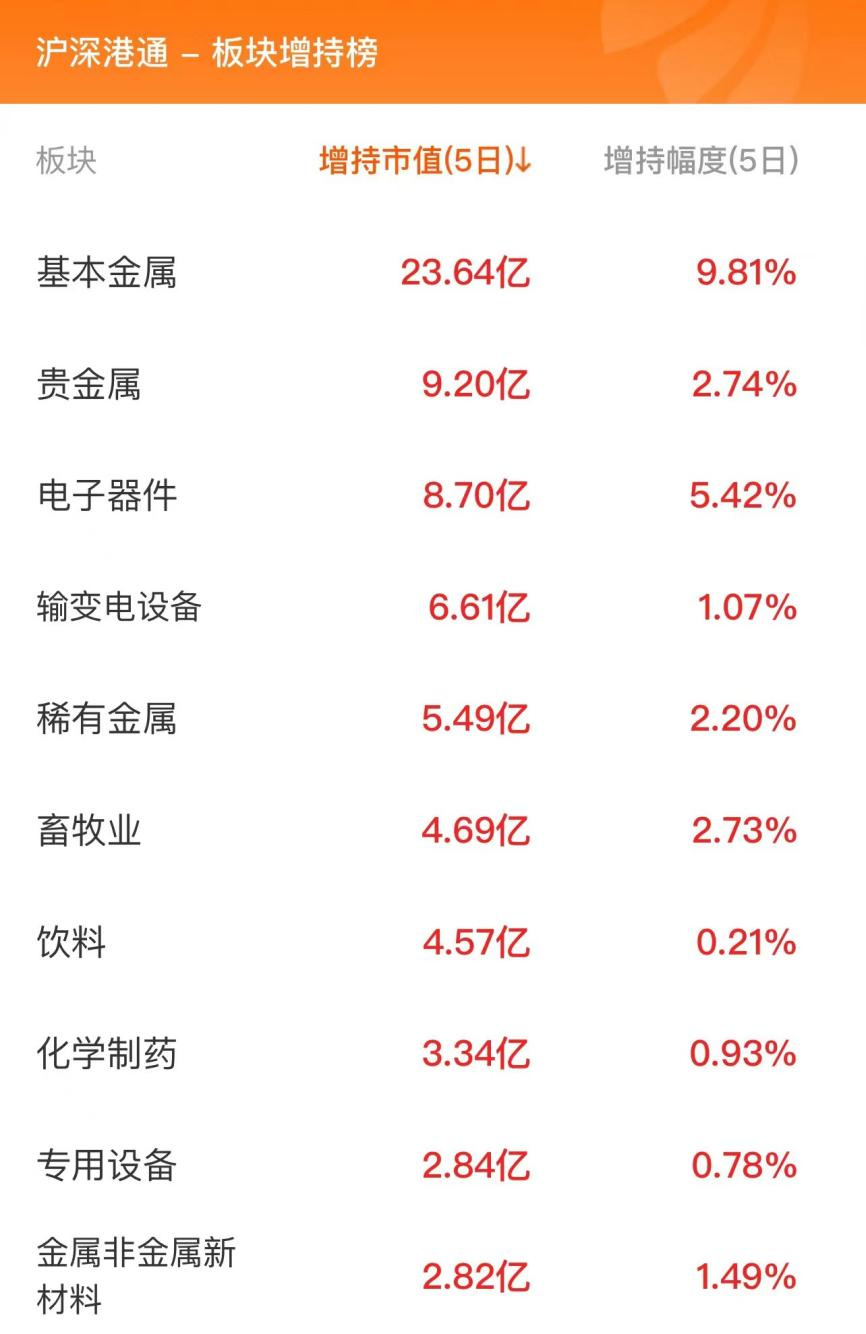 沪深港通 – 板块增持榜
板块 增持市值(5日)↓ 增持幅度(5日)
基本金属 23.64亿 9.81%
贵金属 9.20亿 2.74%
电子器件 8.70亿 5.42%
输变电设备 6.61亿 1.07%
稀有金属 5.49亿 2.20%
畜牧业 4.69亿 2.73%
饮料 4.57亿 0.21%
化学制药 3.34亿 0.93%
专用设备 2.84亿 0.78%
金属非金属新
材料 2.82亿 1.49%